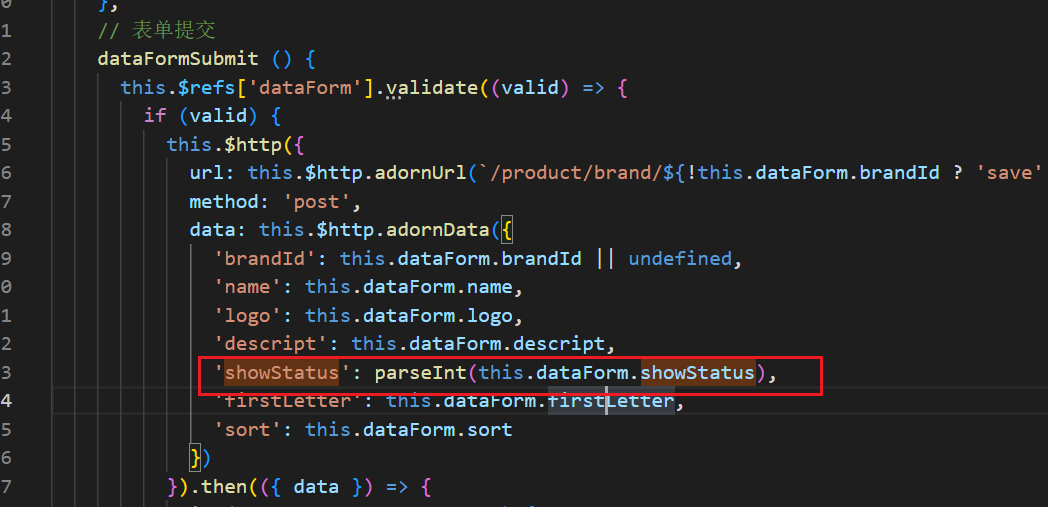 0 },
1 // 表单提交
2 dataFormSubmit () {
3 this.$refs['dataForm'].validate((valid) => {
4 if (valid) {
5 this.$http({
6 url: this.$http.adornUrl(`/product/brand/${!this.dataForm.brandId ? 'save'
7 method: 'post',
8 data: this.$http.adornData({
9 'brandId': this.dataForm.brandId || undefined,
0 'name': this.dataForm.name,
1 'logo': this.dataForm.logo,
2 'descript': this.dataForm.descript,
3 'showStatus': parseInt(this.dataForm.showStatus),
4 'firstLetter': this.dataForm.firstLetter,
5 'sort': this.dataForm.sort
6 })
7 }).then(({ data }) => {